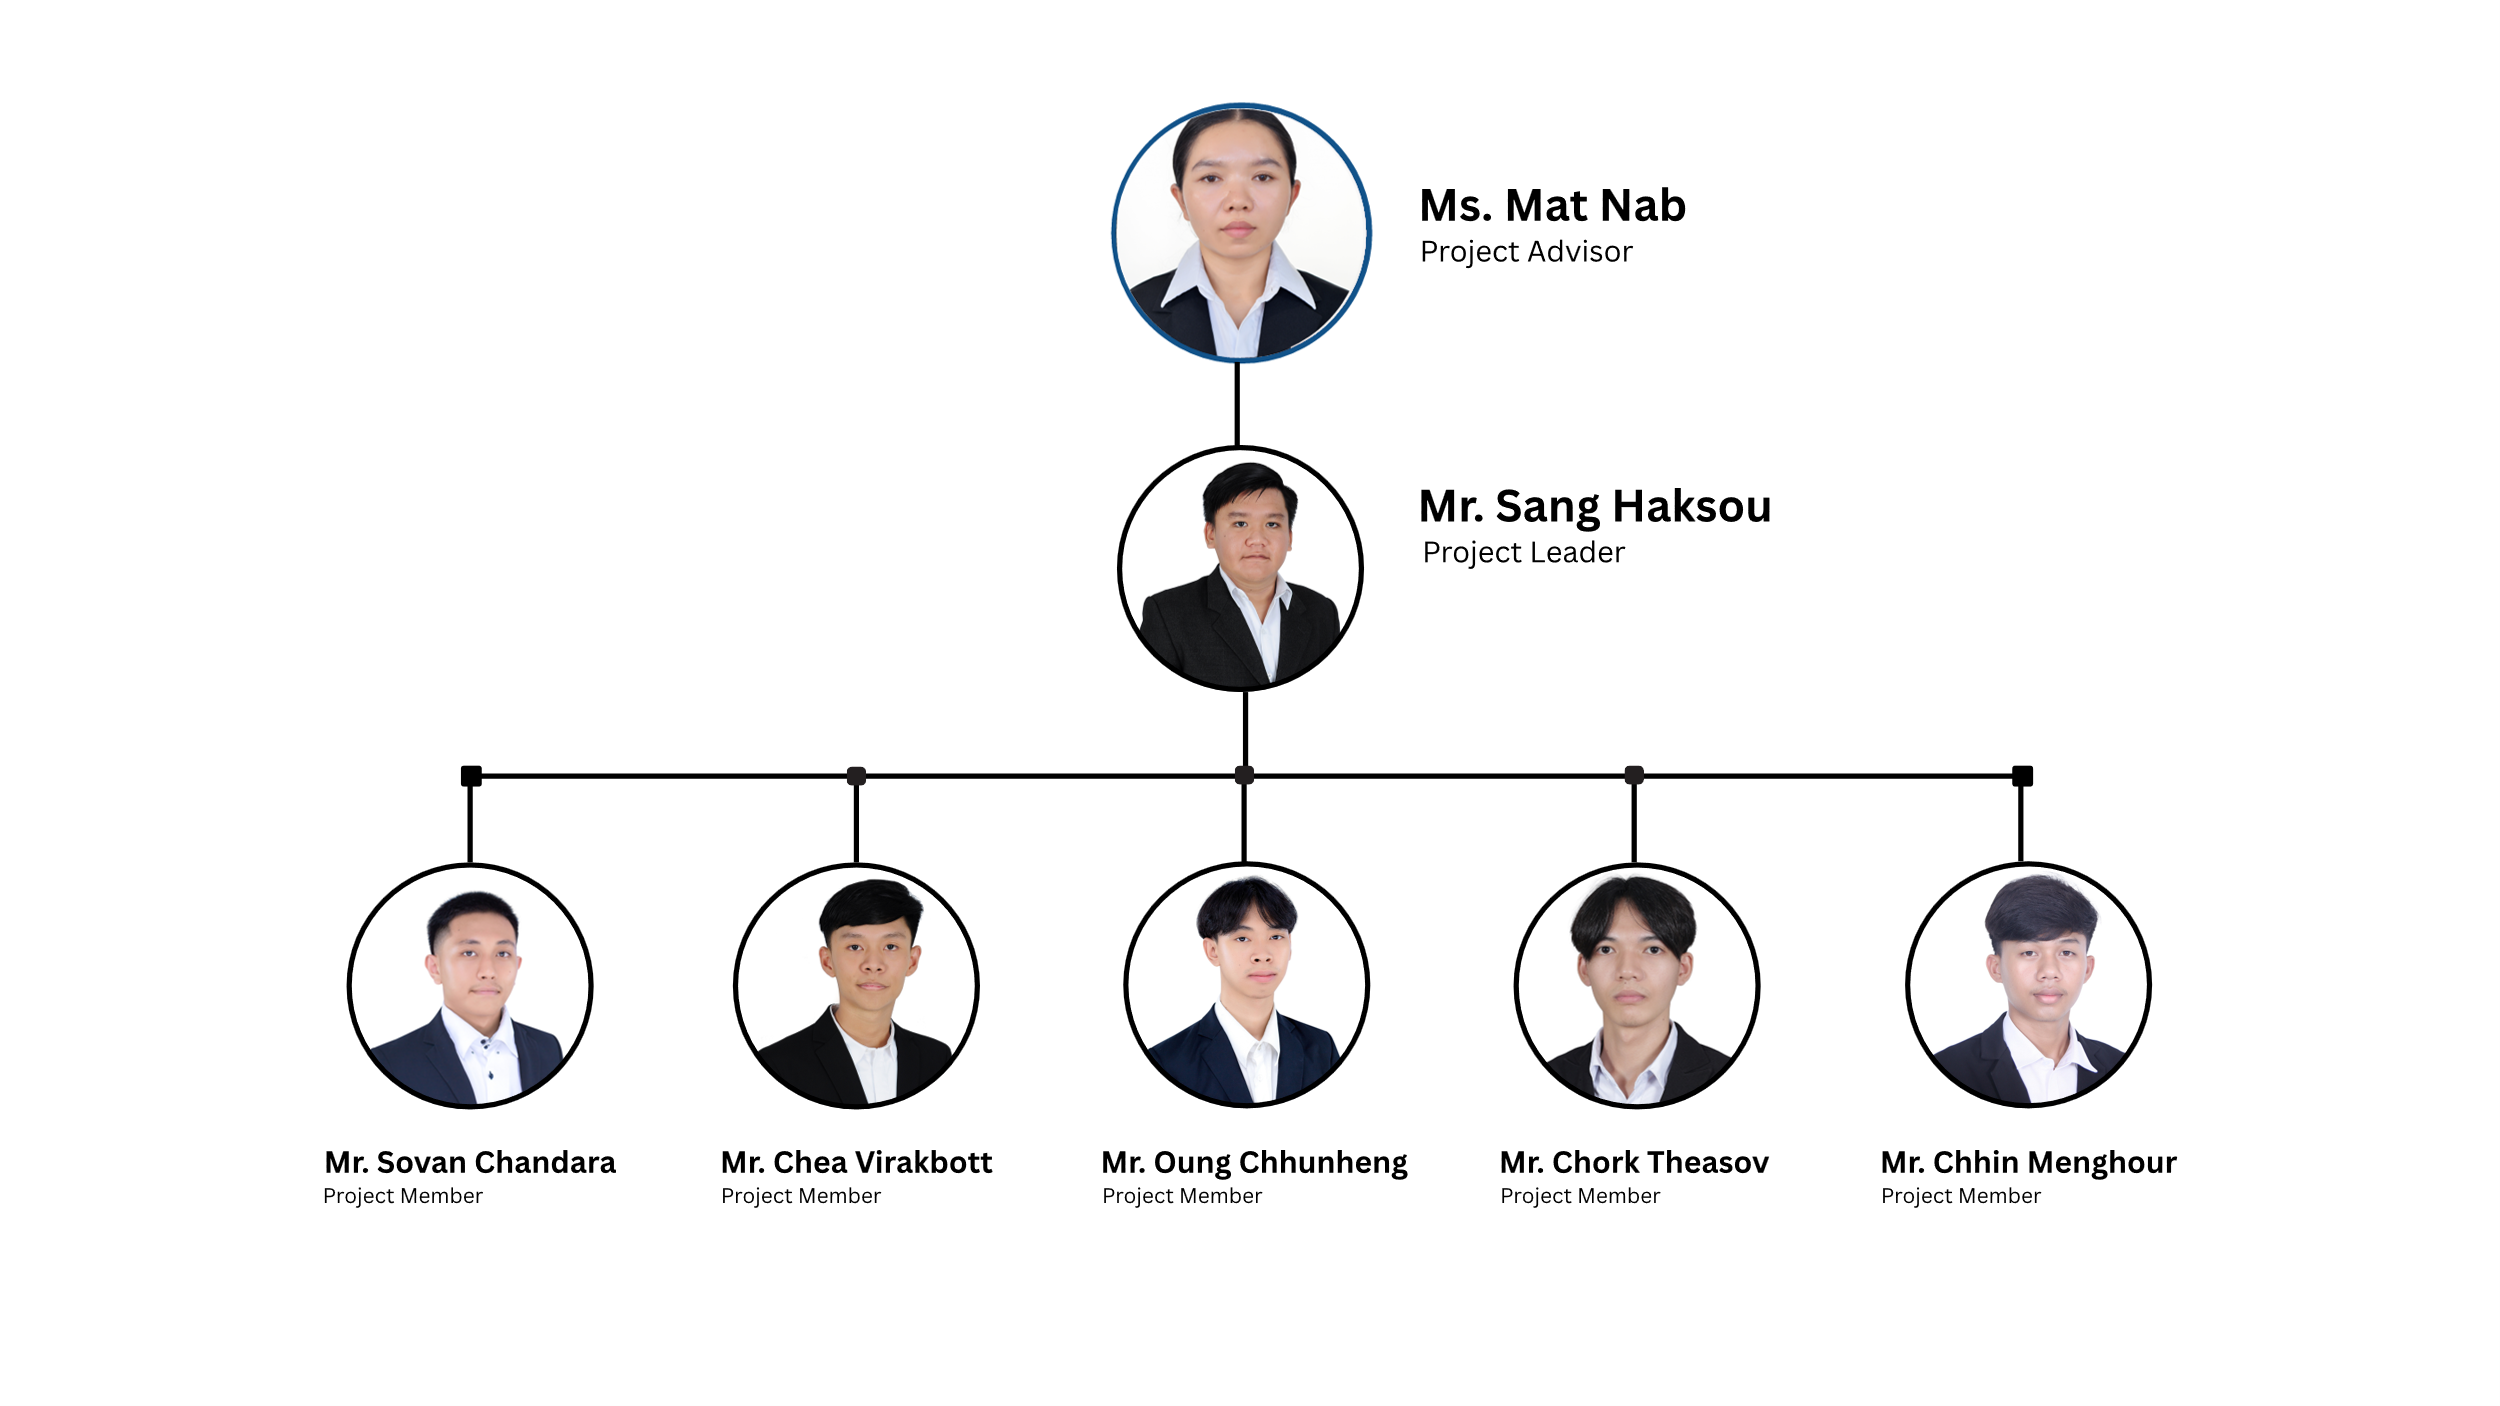 Ms. Mat Nab
Project Advisor
Mr. Sang Haksou
Project Leader
Mr. Sovan Chandara
Project Member
Mr. Chea Virakbott
Project Member
Mr. Oung Chhunheng
Project Member
Mr. Chork Theasov
Project Member
Mr. Chhin Menghour
Project Member